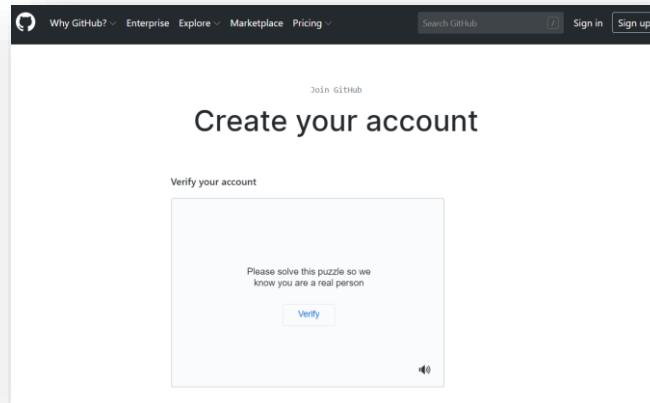 Why GitHub? Enterprise Explore Marketplace Pricing Search GitHub / Sign in Sign up
Join GitHub
Create your account
Verify your account
Please solve this puzzle so we
know you are a real person
Verify